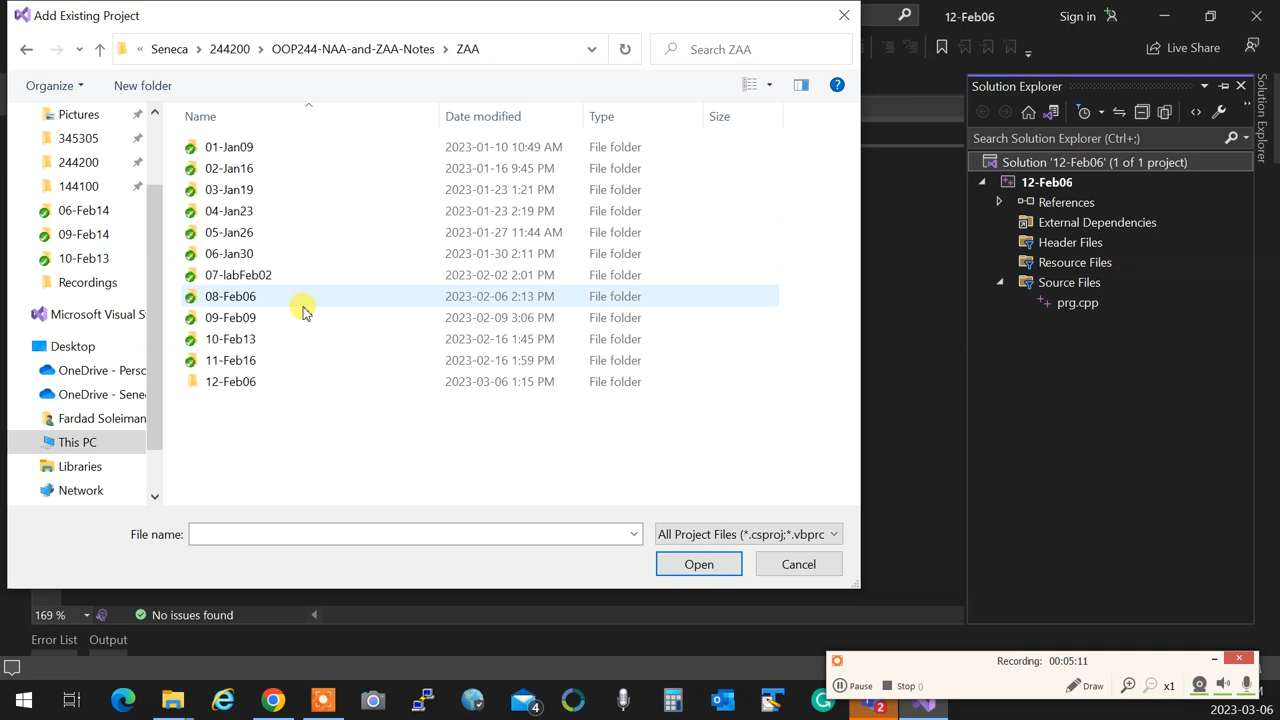 Add Existing Project
12-Feb06
Sign in
« Seneca › 244200 › OOP244-NAA-and-ZAA-Notes › ZAA
Search ZAA
Live Share
Organize
New folder
Solution Explorer
Name
Date modified
Type
Size
Search Solution Explorer (Ctrl+;)
Solution '12-Feb06' (1 of 1 project)
12-Feb06
References
External Dependencies
Header Files
Resource Files
Source Files
prg.cpp
Solution Explorer
Pictures
345305
244200
144100
06-Feb14
09-Feb14
10-Feb13
Recordings
Microsoft Visual S
Desktop
OneDrive - Perso
OneDrive - Sene
Fardad Soleiman
This PC
Libraries
Network
01-Jan09 2023-01-10 10:49 AM File folder
02-Jan16 2023-01-16 9:45 PM File folder
03-Jan19 2023-01-23 1:21 PM File folder
04-Jan23 2023-01-23 2:19 PM File folder
05-Jan26 2023-01-27 11:44 AM File folder
06-Jan30 2023-01-30 2:11 PM File folder
07-labFeb02 2023-02-02 2:01 PM File folder
08-Feb06 2023-02-06 2:13 PM File folder
09-Feb09 2023-02-09 3:06 PM File folder
10-Feb13 2023-02-16 1:45 PM File folder
11-Feb16 2023-02-16 1:59 PM File folder
12-Feb06 2023-03-06 1:15 PM File folder
File name:
All Project Files (*.csproj;*.vbprc
Open
Cancel
169 %
No issues found
Error List
Output
Recording: 00:05:11
Pause
Stop ()
Draw
x1
4
2
2023-03-06